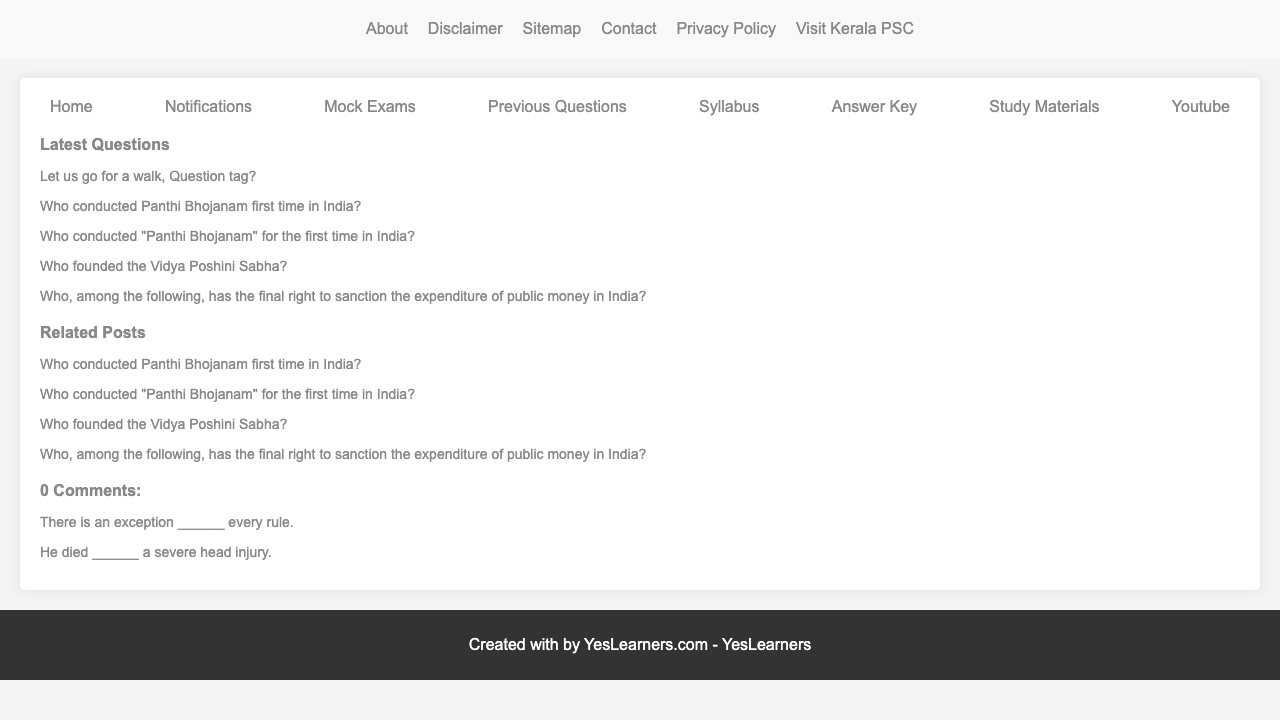 About Disclaimer Sitemap Contact Privacy Policy Visit Kerala PSC
Home Notifications Mock Exams Previous Questions Syllabus Answer Key Study Materials Youtube
Latest Questions
Let us go for a walk, Question tag?
Who conducted Panthi Bhojanam first time in India?
Who conducted "Panthi Bhojanam" for the first time in India?
Who founded the Vidya Poshini Sabha?
Who, among the following, has the final right to sanction the expenditure of public money in India?
Related Posts
Who conducted Panthi Bhojanam first time in India?
Who conducted "Panthi Bhojanam" for the first time in India?
Who founded the Vidya Poshini Sabha?
Who, among the following, has the final right to sanction the expenditure of public money in India?
0 Comments:
There is an exception ______ every rule.
He died ______ a severe head injury.
Created with by YesLearners.com - YesLearners